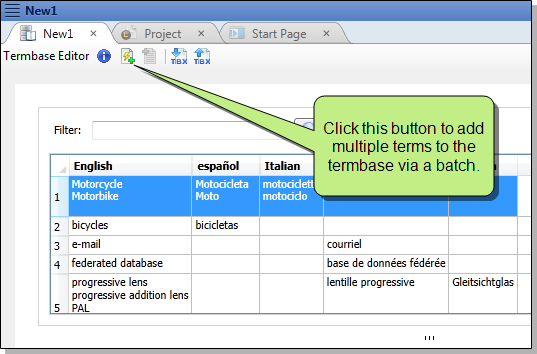 New1
New1 × Project × Start Page ×
Termbase Editor TBX TBX
Click this button to add
multiple terms to the
termbase via a batch.
Filter:
English español Italian
1 Motorcycle Motocicleta
Motorbike Moto motociclo
2 bicycles bicicletas
3 e-mail courriel
4 federated database base de données fédérée
progressive lens lentille progressive Gleitsichtglas
progressive addition lens
5 PAL